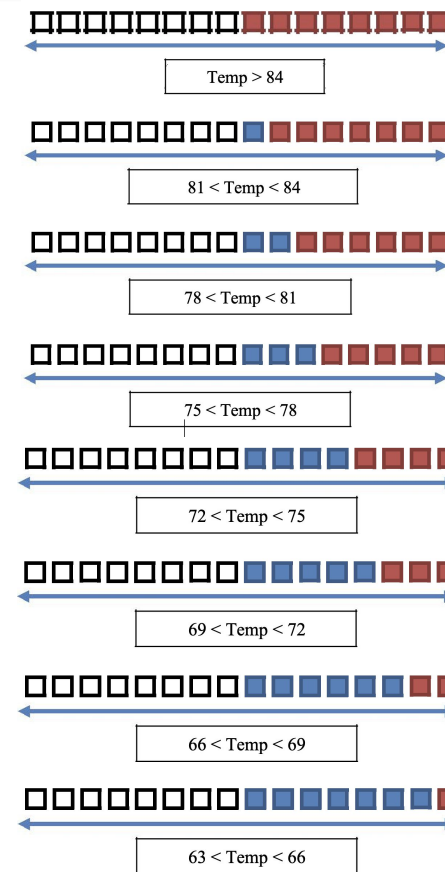 Temp > 84
81 < Temp < 84
78 < Temp < 81
75 < Temp < 78
72 < Temp < 75
69 < Temp < 72
66 < Temp < 69
63 < Temp < 66